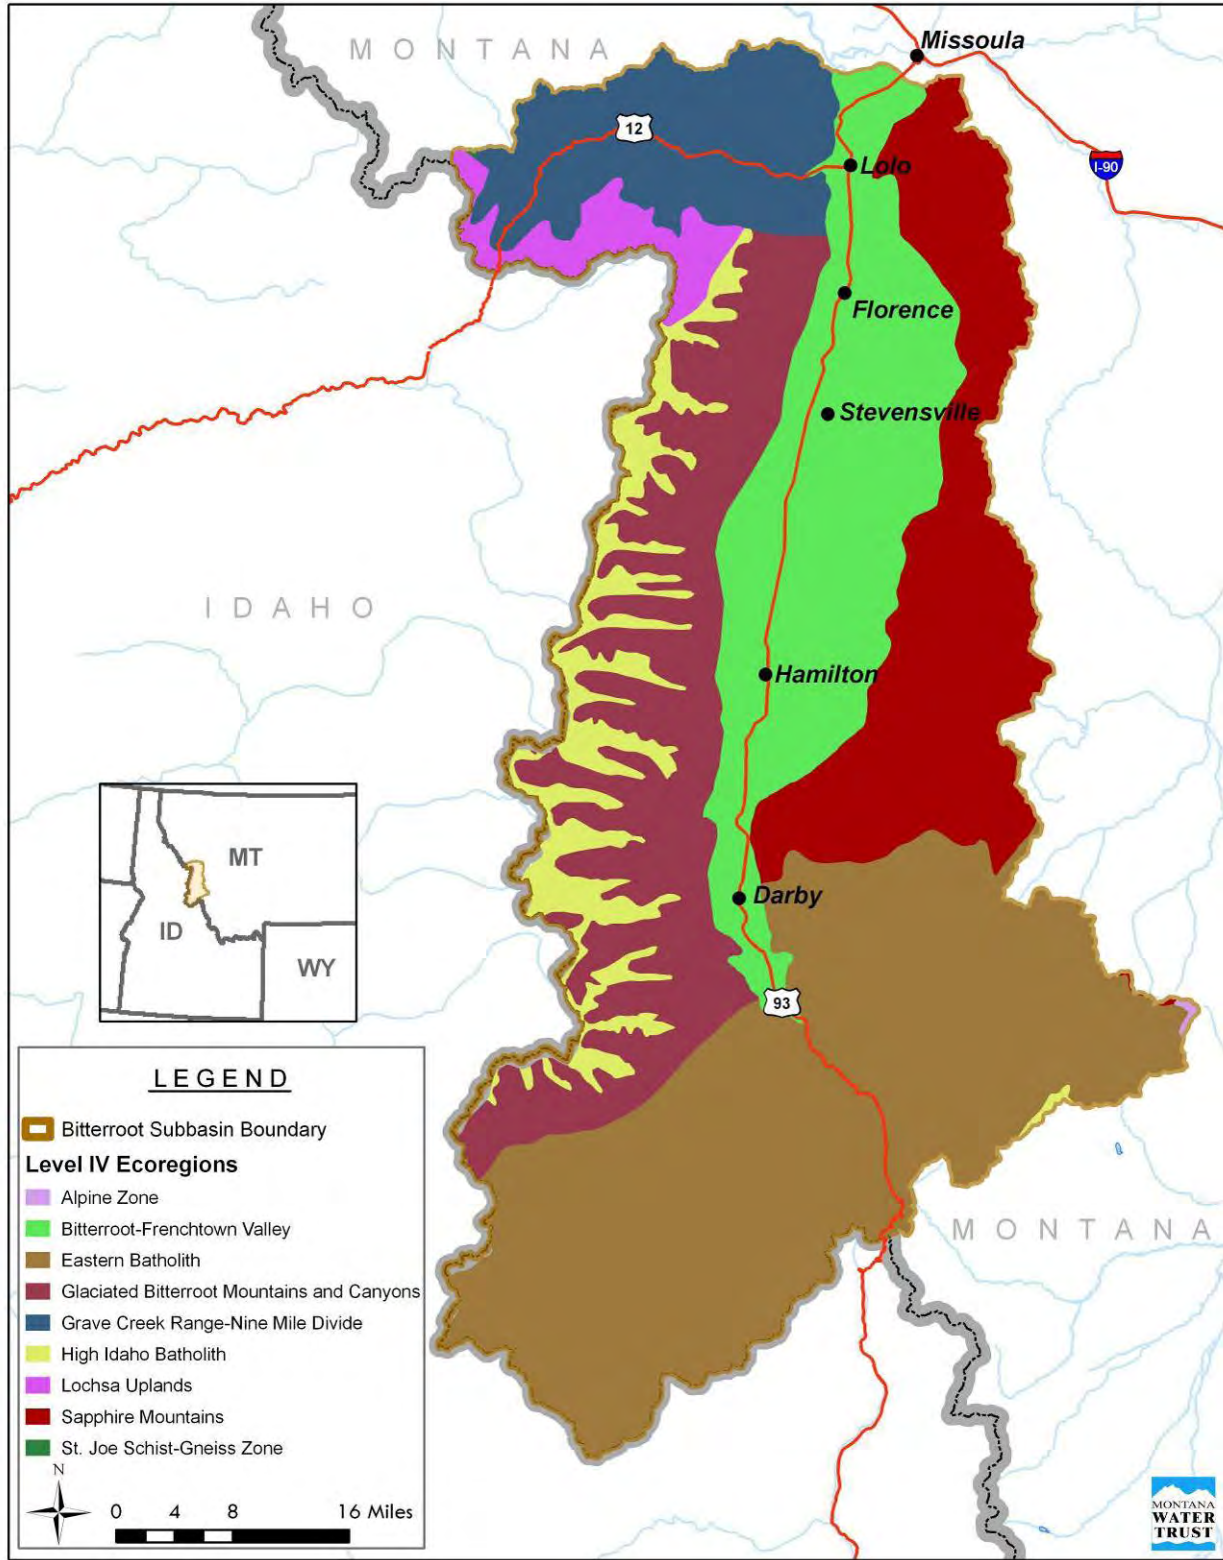 MONTANA
Missoula
12
I-90
Lolo
Florence
Stevensville
IDAHO
Hamilton
MT
ID
WY
Darby
93
MONTANA
LEGEND
Bitterroot Subbasin Boundary
Level IV Ecoregions
Alpine Zone
Bitterroot-Frenchtown Valley
Eastern Batholith
Glaciated Bitterroot Mountains and Canyons
Grave Creek Range-Nine Mile Divide
High Idaho Batholith
Lochsa Uplands
Sapphire Mountains
St. Joe Schist-Gneiss Zone
N
0 4 8 16 Miles
MONTANA
WATER
TRUST